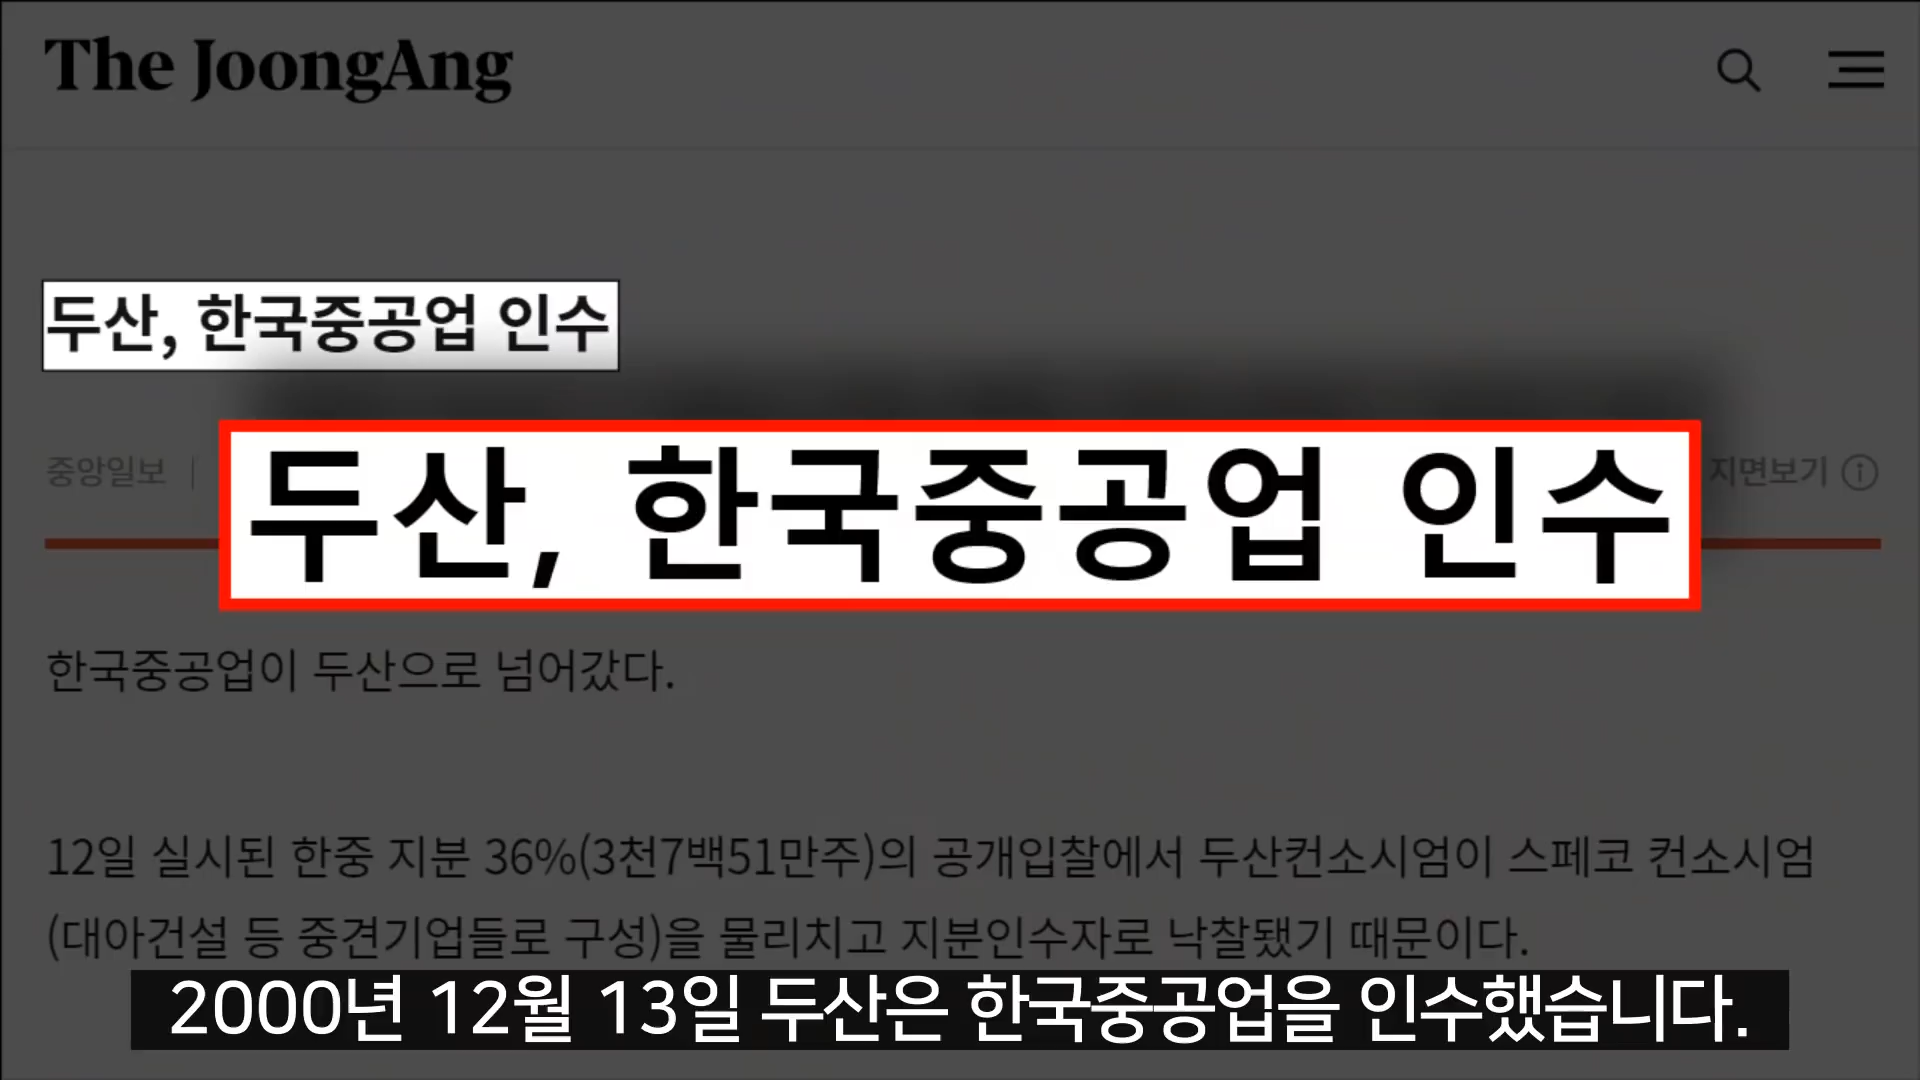 The JoongAng
두산, 한국중공업 인수
중앙일보
지면보기
두산, 한국중공업 인수
한국중공업이 두산으로 넘어갔다.
12일 실시된 한중 지분 36%(3천7백51만주)의 공개입찰에서 두산컨소시엄이 스페코 컨소시엄
(대아건설 등 중견기업들로 구성)을 물리치고 지분인수자로 낙찰됐기 때문이다.
2000년 12월 13일 두산은 한국중공업을 인수했습니다.